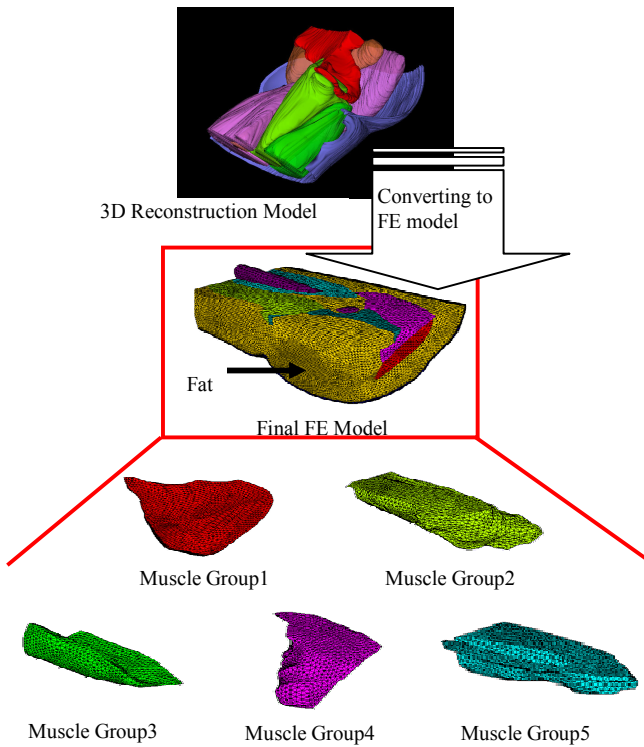 3D Reconstruction Model
Converting to
FE model
Fat
Final FE Model
Muscle Group1
Muscle Group2
Muscle Group3
Muscle Group4
Muscle Group5